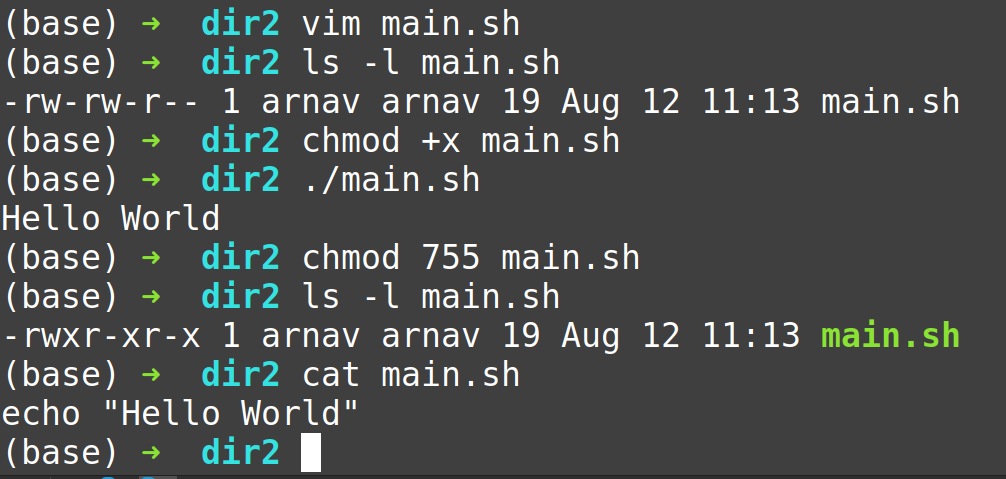 (base) ➜  dir2 vim main.sh
(base) ➜  dir2 ls -l main.sh
-rw-rw-r-- 1 arnav arnav 19 Aug 12 11:13 main.sh
(base) ➜  dir2 chmod +x main.sh
(base) ➜  dir2 ./main.sh
Hello World
(base) ➜  dir2 chmod 755 main.sh
(base) ➜  dir2 ls -l main.sh
-rwxr-xr-x 1 arnav arnav 19 Aug 12 11:13 main.sh
(base) ➜  dir2 cat main.sh
echo "Hello World"
(base) ➜  dir2